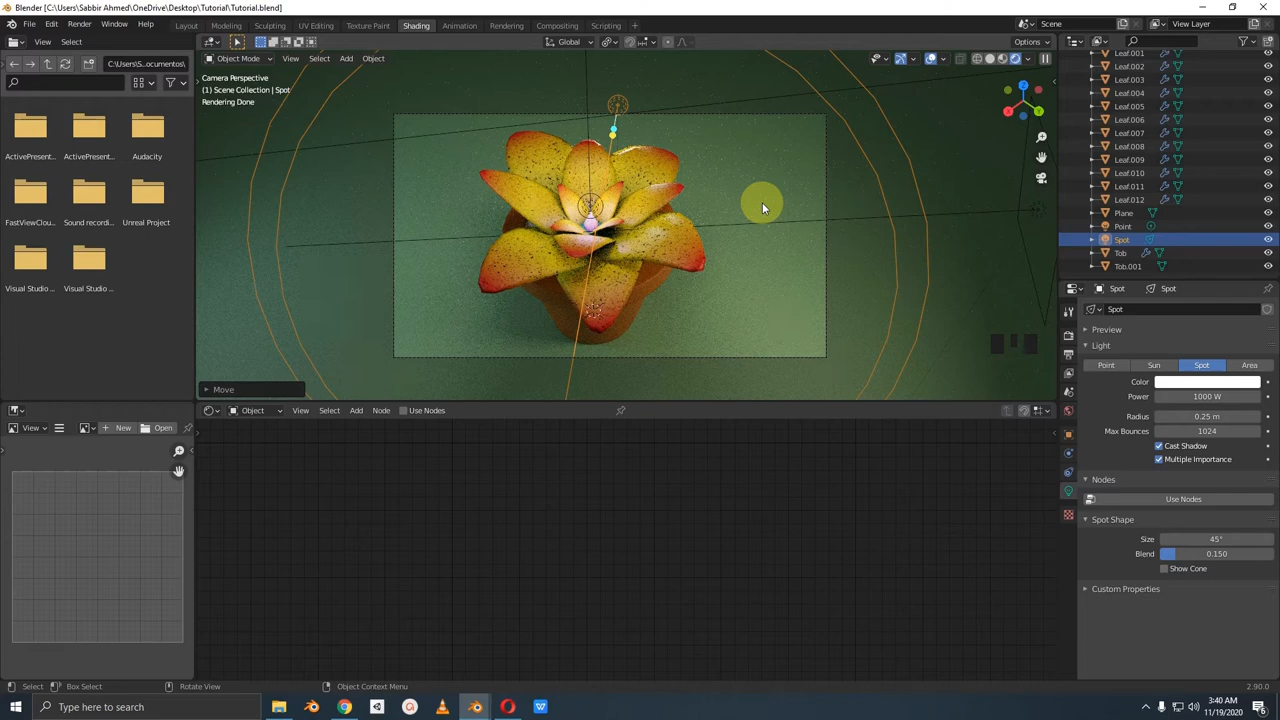 Blender [C:\Users\Sabbir Ahmed\OneDrive\Desktop\Tutorial\Tutorial.blend]
File Edit Render Window Help Layout Modeling Sculpting UV Editing Texture Paint Shading Animation Rendering Compositing Scripting Scene View Layer
View Select
Object Mode View Select Add Object Global Options
C:\S...ocumentos\
ActivePresent... ActivePresent... Audacity
FastViewClou... Sound recordi... Unreal Project
Visual Studio ... Visual Studio ...
Camera Perspective
(1) Scene Collection | Spot
Rendering Done
Move
Leaf.001
Leaf.002
Leaf.003
Leaf.004
Leaf.005
Leaf.006
Leaf.007
Leaf.008
Leaf.009
Leaf.010
Leaf.011
Leaf.012
Plane
Point
Spot
Tob
Tob.001
Spot Spot
Spot
Preview
Light
Point Sun Spot Area
Color
Power 1000 W
Radius 0.25 m
Max Bounces 1024
Cast Shadow
Multiple Importance
Nodes
Use Nodes
Spot Shape
Size 45°
Blend 0.150
Show Cone
Custom Properties
View New Open
Object View Select Add Node Use Nodes
Select Box Select Rotate View Object Context Menu 2.90.0
Type here to search
3:40 AM
11/19/2020